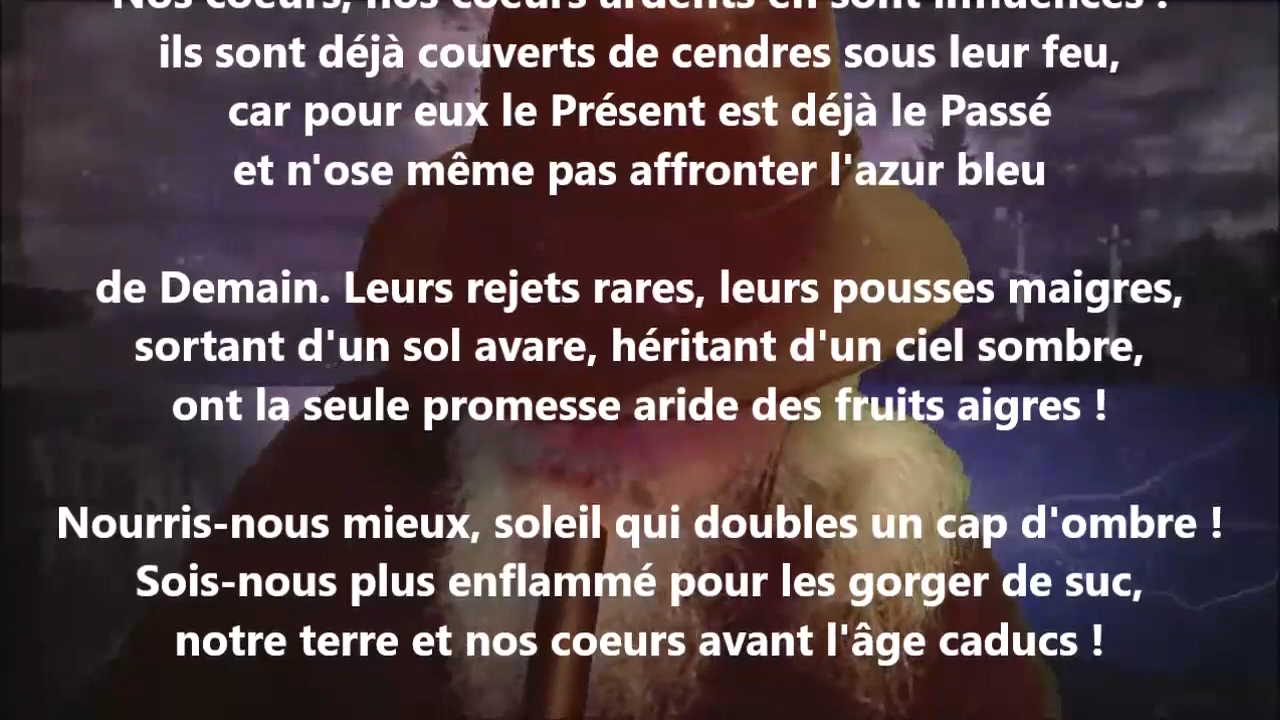 Nos coeurs, nos coeurs ardents en sont influencés !
ils sont déjà couverts de cendres sous leur feu,
car pour eux le Présent est déjà le Passé
et n'ose même pas affronter l'azur bleu
de Demain. Leurs rejets rares, leurs pousses maigres,
sortant d'un sol avare, héritant d'un ciel sombre,
ont la seule promesse aride des fruits aigres !
Nourris-nous mieux, soleil qui doubles un cap d'ombre !
Sois-nous plus enflammé pour les gorger de suc,
notre terre et nos coeurs avant l'âge caducs !